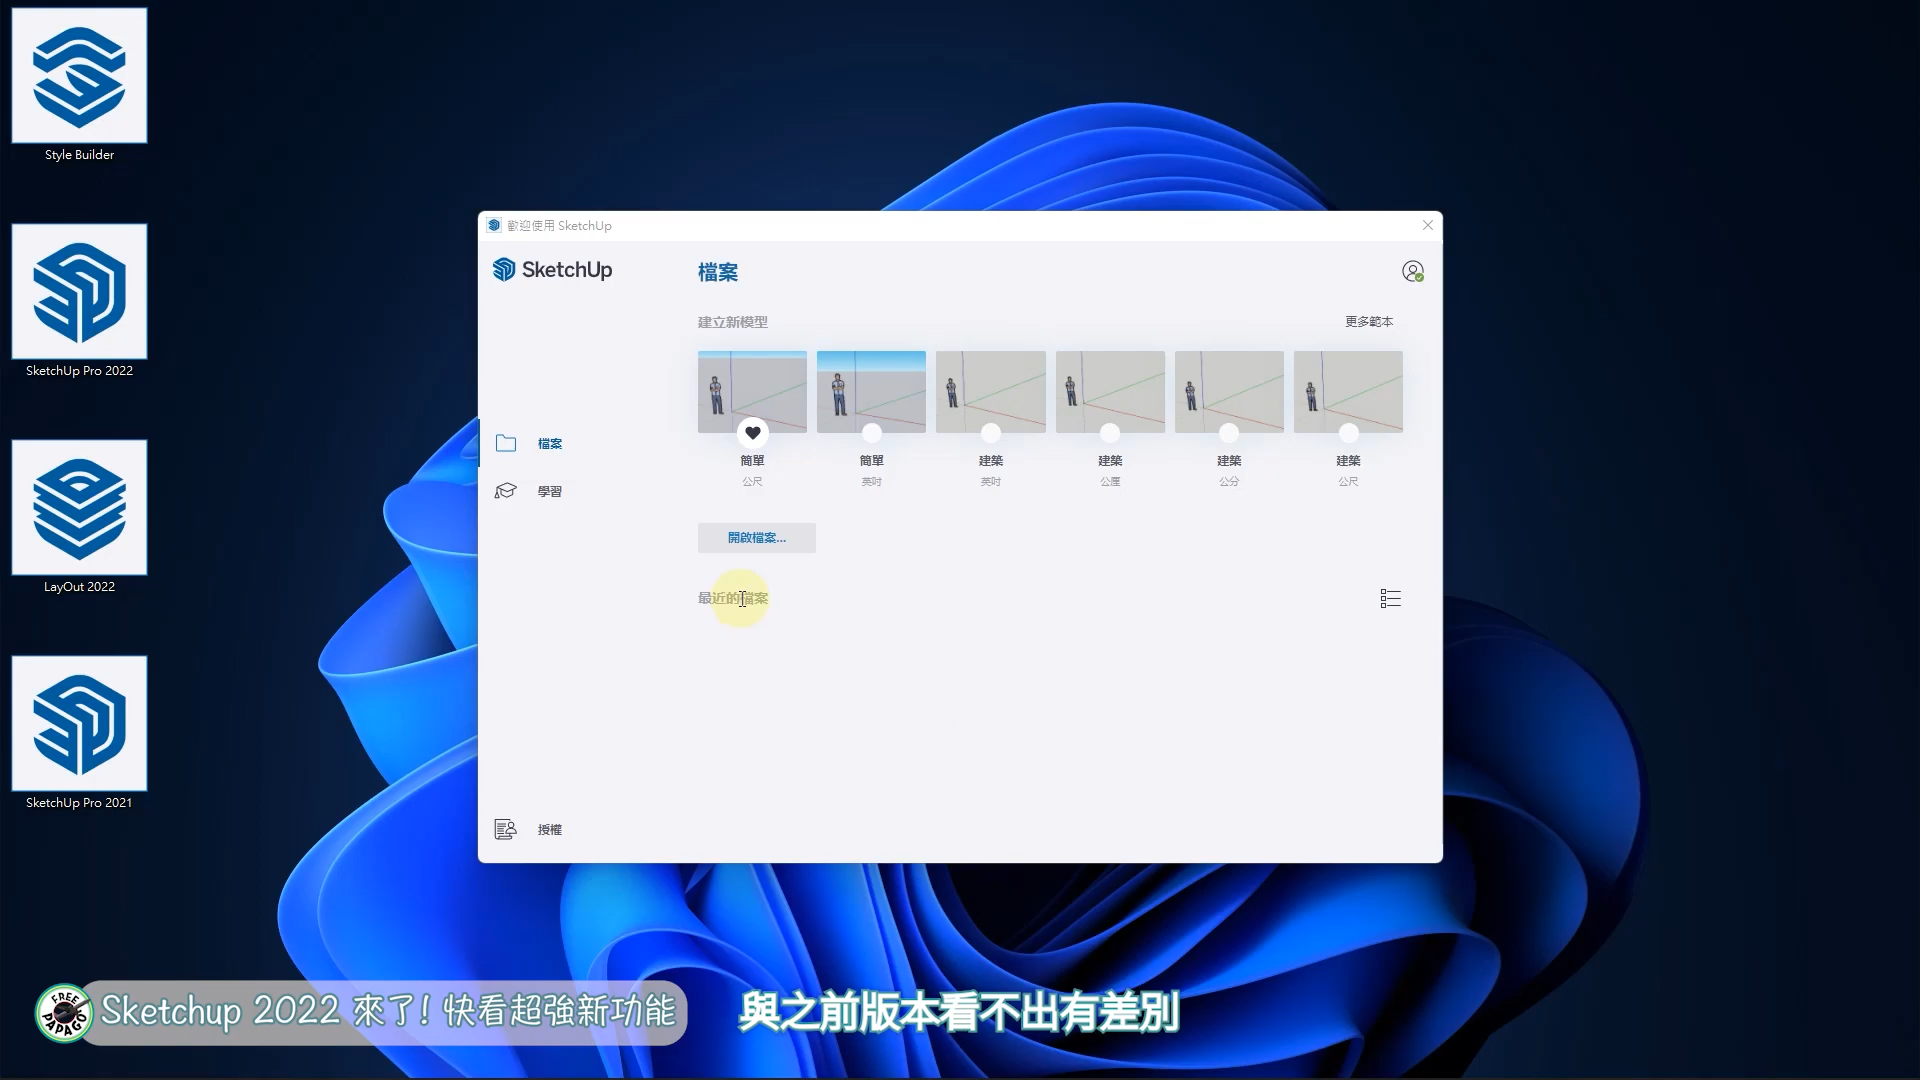 Style Builder
SketchUp Pro 2022
LayOut 2022
SketchUp Pro 2021
歡迎使用 SketchUp
SketchUp
檔案
學習
授權
檔案
建立新模型
更多範本
簡單
公尺
簡單
英吋
建築
英吋
建築
公厘
建築
公分
建築
公尺
開啟檔案...
最近的檔案
FREE PAPAGO
Sketchup 2022 來了! 快看超強新功能
與之前版本看不出有差別